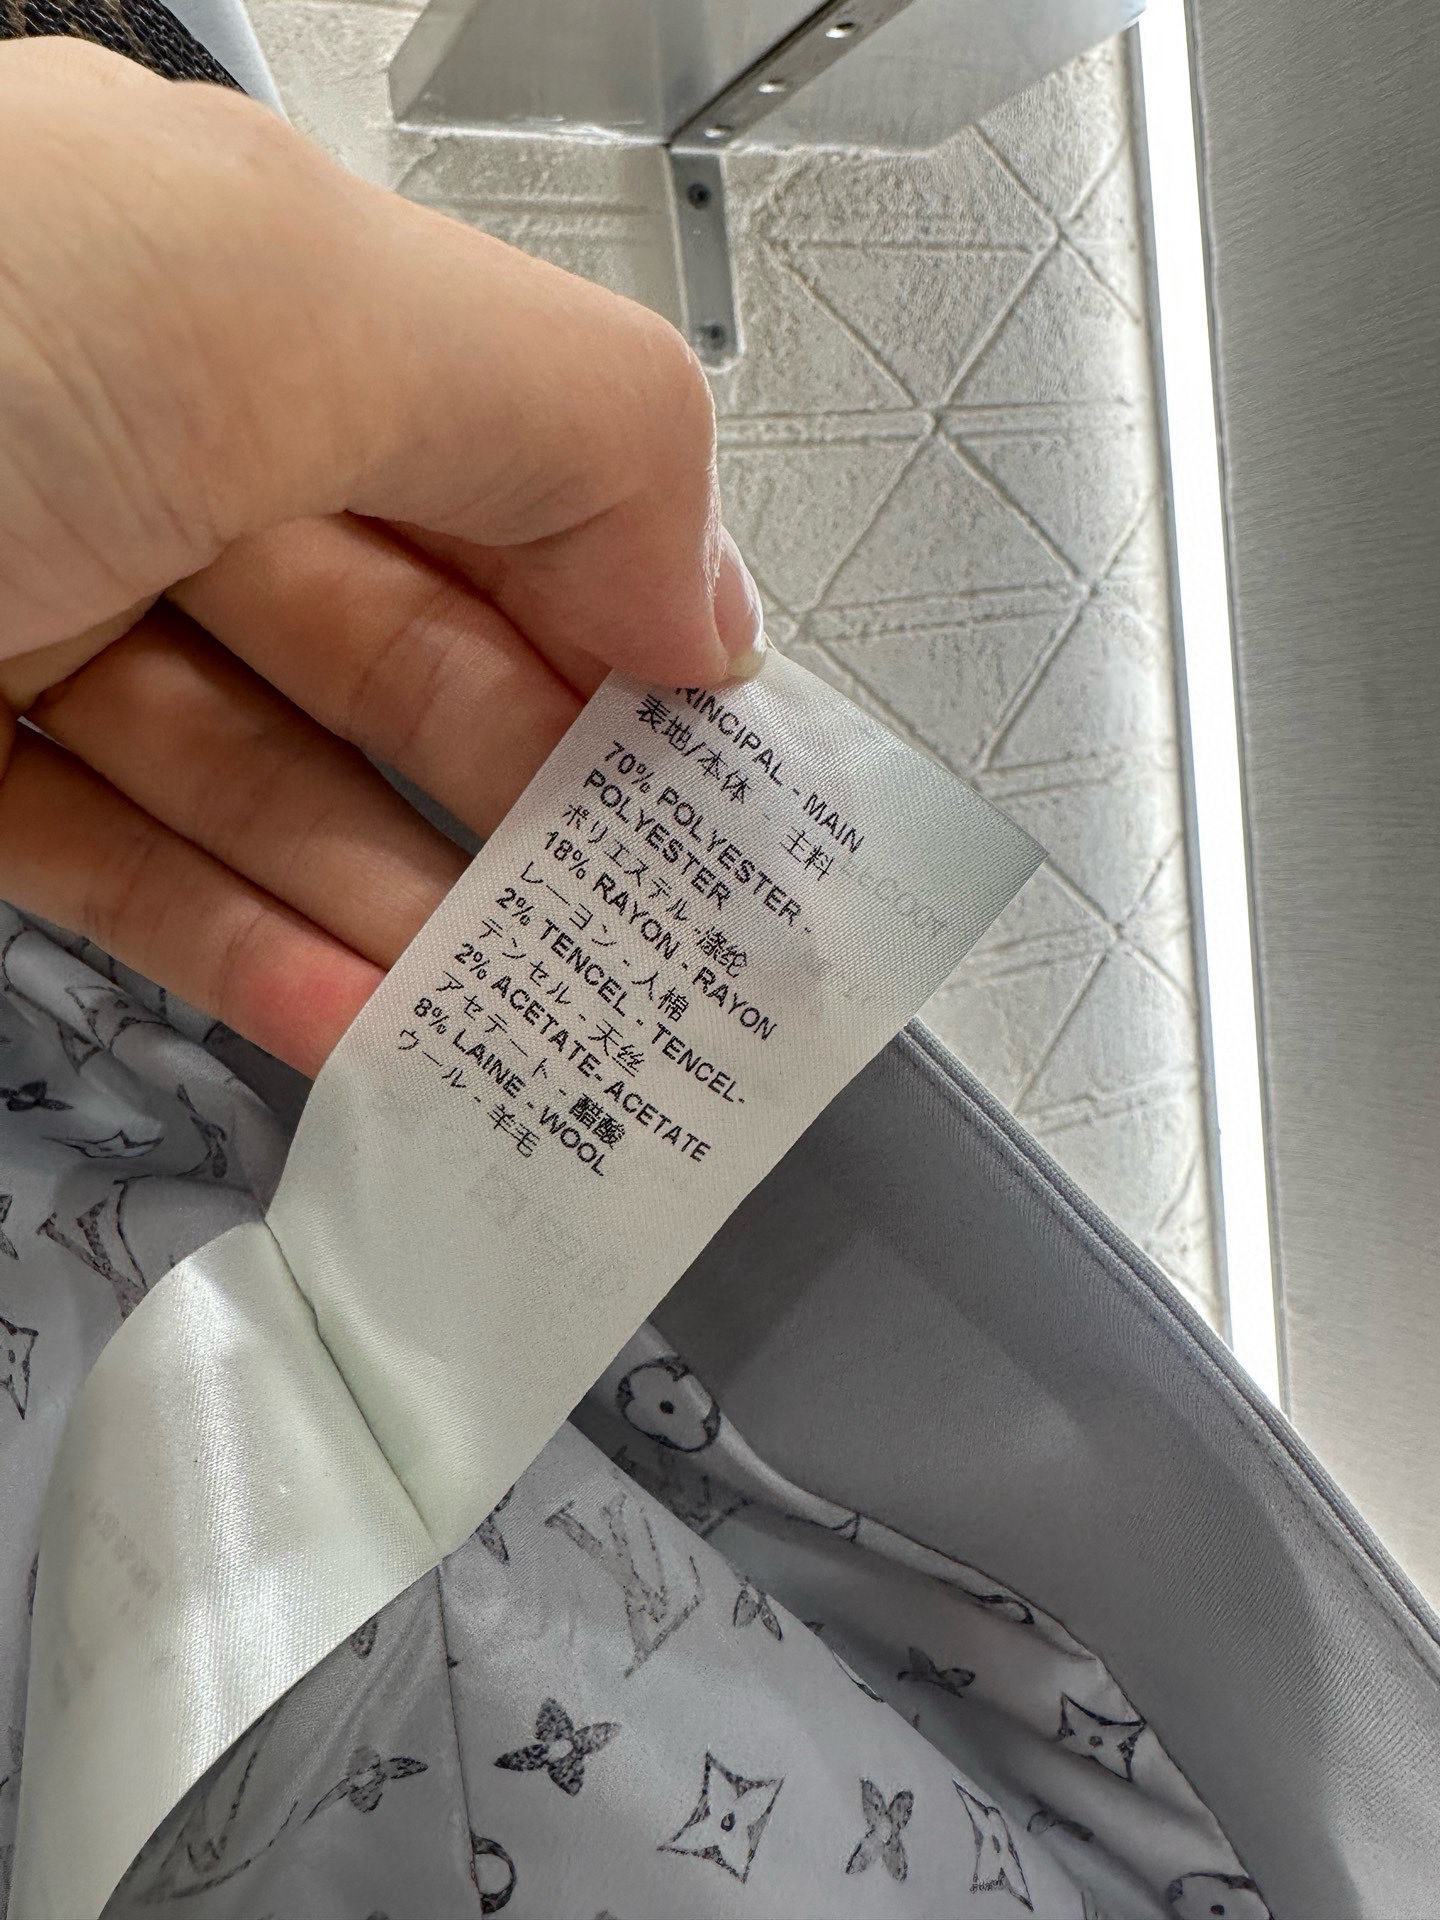 RINCIPAL - MAIN
表地/本体 - 主料
70% POLYESTER -
POLYESTER
ポリエステル - 涤纶
18% RAYON - RAYON
レーヨン - 人棉
2% TENCEL - TENCEL-
テンセル - 天丝
2% ACETATE- ACETATE
アセテート - 醋酸
8% LAINE - WOOL
ウール - 羊毛
LV
LV